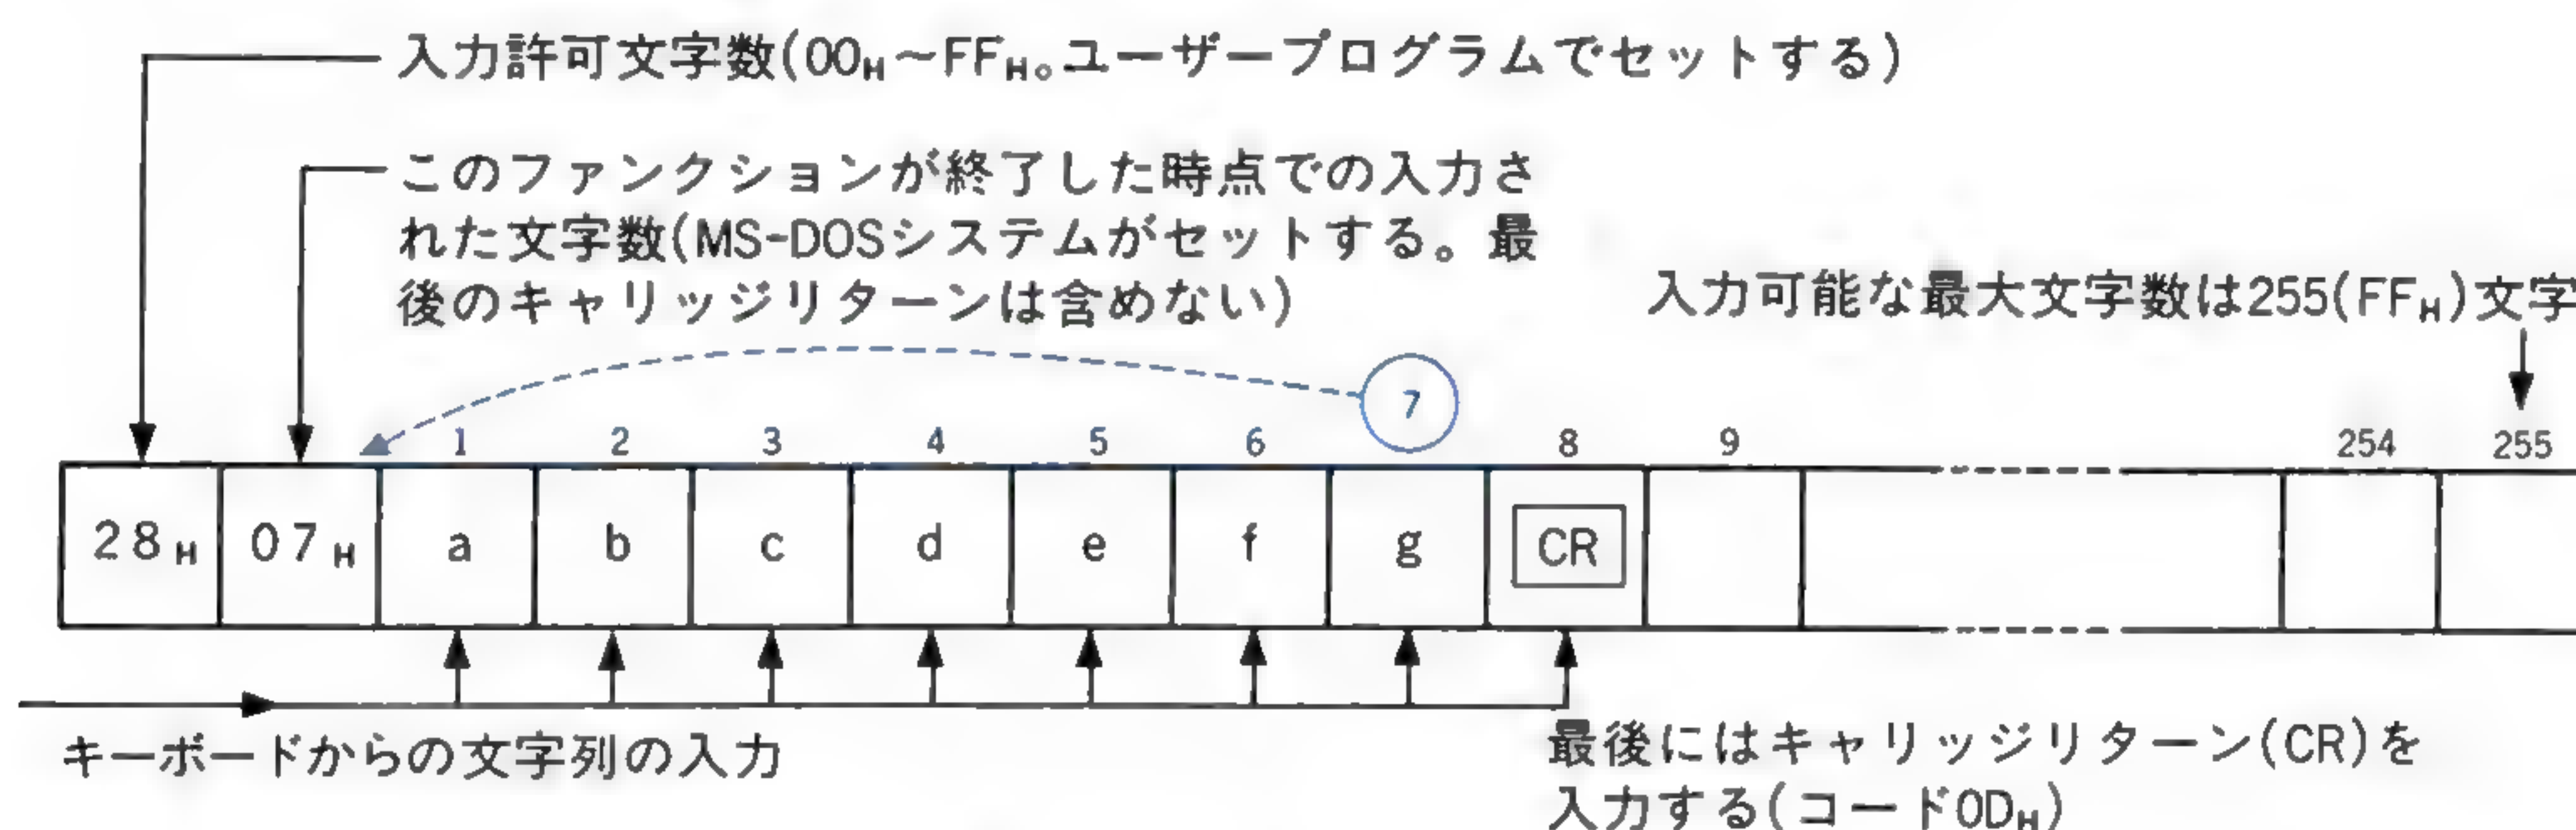 入力許可文字数(00H～FFH。ユーザープログラムでセットする)
このファンクションが終了した時点での入力さ
れた文字数(MS-DOSシステムがセットする。最
後のキャリッジリターンは含めない)
入力可能な最大文字数は255(FFH)文字
1 2 3 4 5 6 7 8 9 254 255
28H 07H a b c d e f g CR
キーボードからの文字列の入力
最後にはキャリッジリターン(CR)を
入力する(コード0DH)